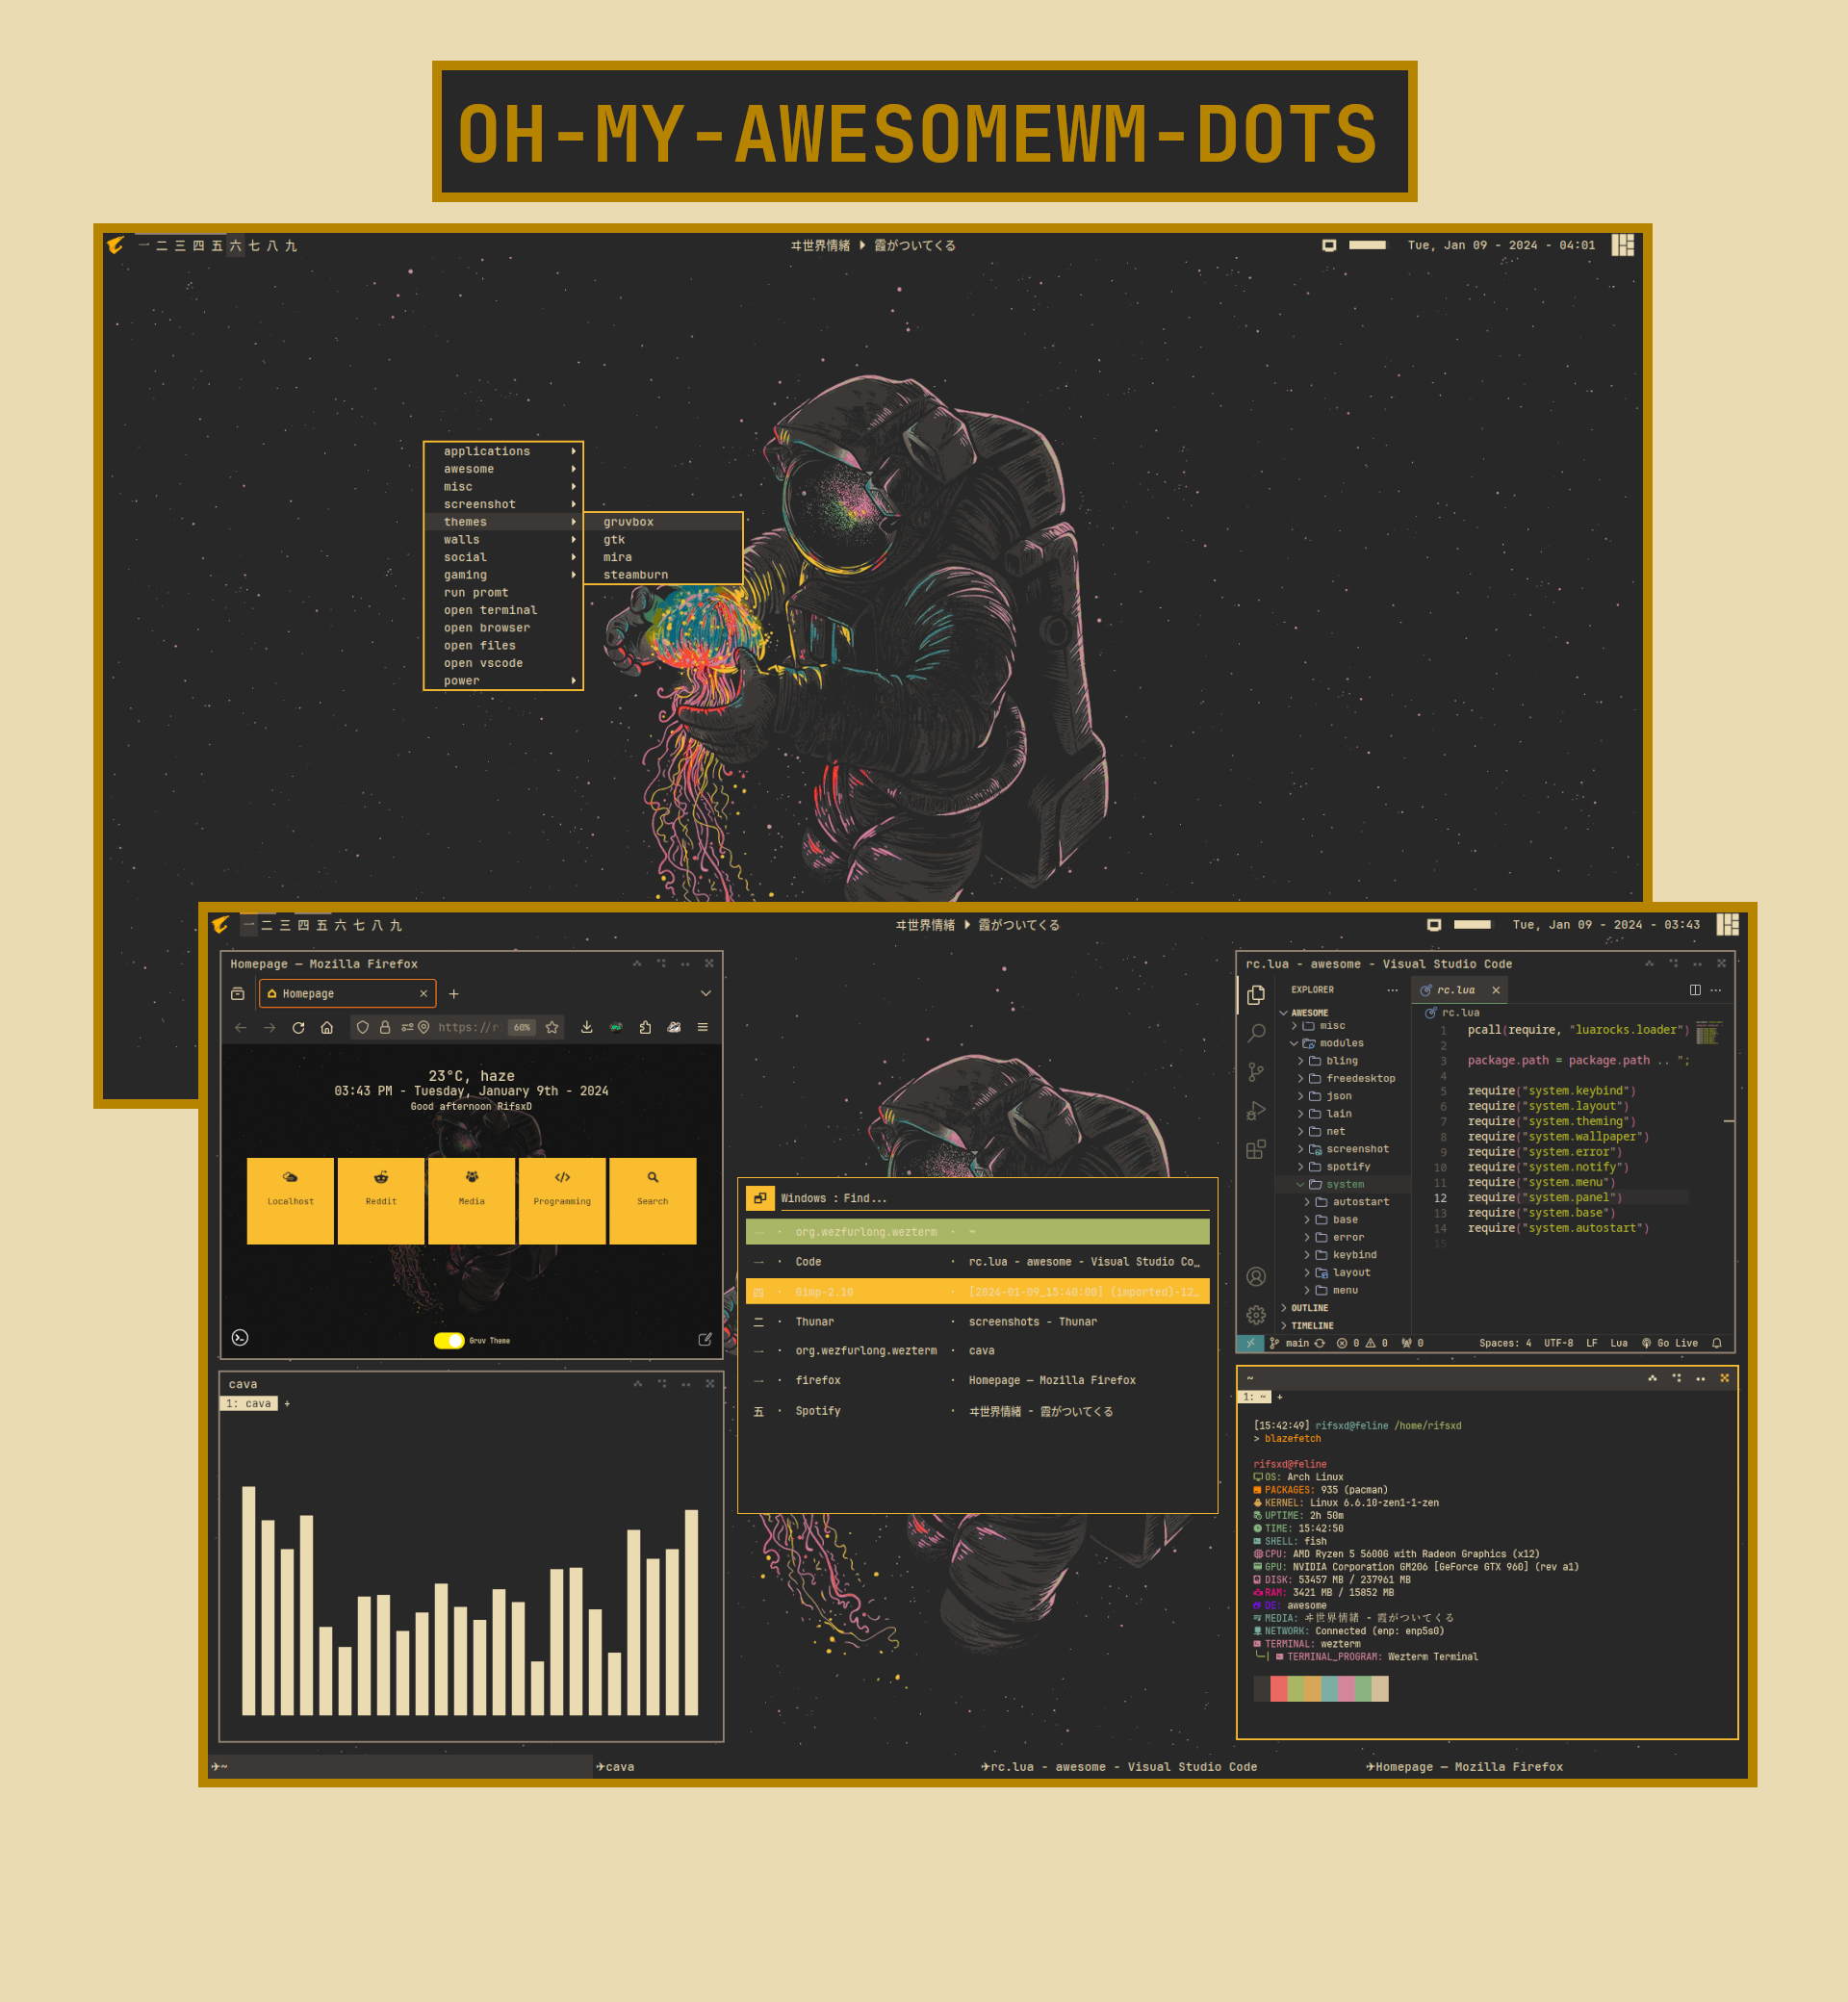 OH-MY-AWESOMEWM-DOTS
一 二 三 四 五 六 七 八 九
ヰ世界情緒 ▶ 霞がついてくる
Tue, Jan 09 - 2024 - 04:01
applications
awesome
misc
screenshot
themes
walls
social
gaming
run promt
open terminal
open browser
open files
open vscode
power
gruvbox
gtk
mira
steamburn
一 二 三 四 五 六 七 八 九
ヰ世界情緒 ▶ 霞がついてくる
Tue, Jan 09 - 2024 - 03:43
Homepage — Mozilla Firefox
Homepage
https://r
60%
23°C, haze
03:43 PM - Tuesday, January 9th - 2024
Good afternoon RifsxD
Localhost
Reddit
Media
Programming
Search
Gruv Theme
cava
1: cava +
Windows : Find...
一 · org.wezfurlong.wezterm · ~
一 · Code · rc.lua - awesome - Visual Studio Co…
四 · Gimp-2.10 · [2024-01-09_15:40:00] (imported)-12…
二 · Thunar · screenshots - Thunar
一 · org.wezfurlong.wezterm · cava
一 · firefox · Homepage — Mozilla Firefox
五 · Spotify · ヰ世界情緒 - 霞がついてくる
rc.lua - awesome - Visual Studio Code
EXPLORER
AWESOME
misc
modules
bling
freedesktop
json
lain
net
screenshot
spotify
system
autostart
base
error
keybind
layout
menu
OUTLINE
TIMELINE
rc.lua
rc.lua
1 pcall(require, "luarocks.loader")
2
3 package.path = package.path .. ";
4
5 require("system.keybind")
6 require("system.layout")
7 require("system.theming")
8 require("system.wallpaper")
9 require("system.error")
10 require("system.notify")
11 require("system.menu")
12 require("system.panel")
13 require("system.base")
14 require("system.autostart")
15
main 0 0 0 Spaces: 4 UTF-8 LF Lua Go Live
~
1: ~ +
[15:42:49] rifsxd@feline /home/rifsxd
> blazefetch
rifsxd@feline
OS: Arch Linux
PACKAGES: 935 (pacman)
KERNEL: Linux 6.6.10-zen1-1-zen
UPTIME: 2h 50m
TIME: 15:42:50
SHELL: fish
CPU: AMD Ryzen 5 5600G with Radeon Graphics (x12)
GPU: NVIDIA Corporation GM206 [GeForce GTX 960] (rev a1)
DISK: 53457 MB / 237961 MB
RAM: 3421 MB / 15852 MB
DE: awesome
MEDIA: ヰ世界情緒 - 霞がついてくる
NETWORK: Connected (enp: enp5s0)
TERMINAL: wezterm
TERMINAL_PROGRAM: Wezterm Terminal
✈~
✈cava
✈rc.lua - awesome - Visual Studio Code
✈Homepage — Mozilla Firefox